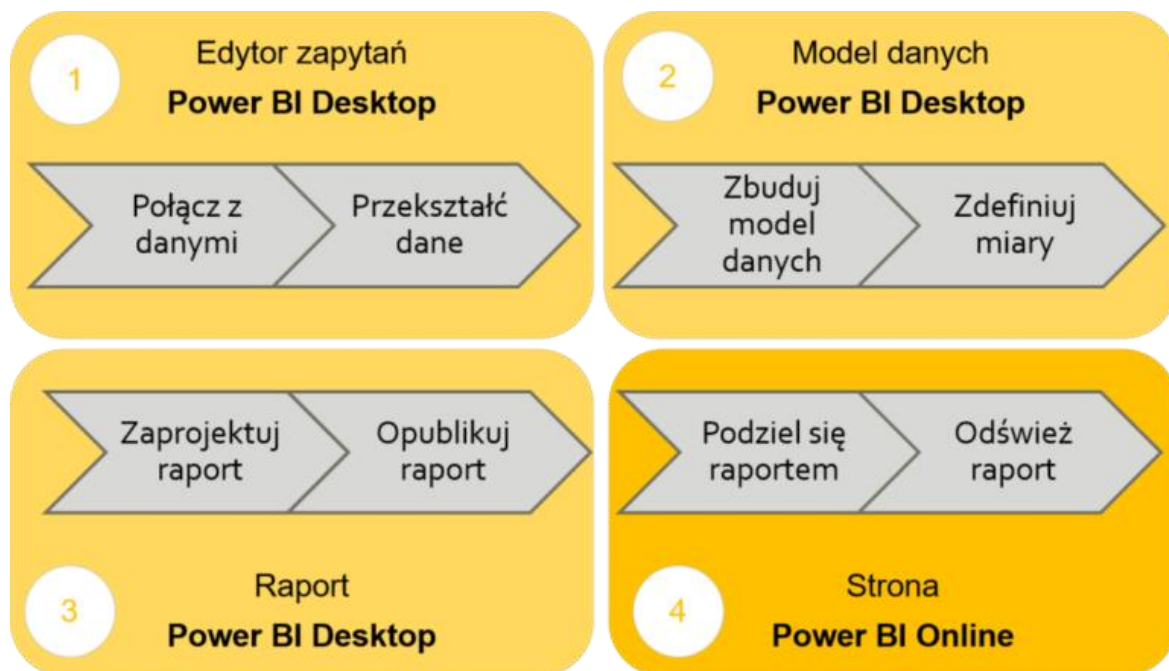 1
Edytor zapytań
Power BI Desktop
Połącz z
danymi
Przekształć
dane
2
Model danych
Power BI Desktop
Zbuduj
model
danych
Zdefiniuj
miary
Zaprojektuj
raport
Opublikuj
raport
3
Raport
Power BI Desktop
Podziel się
raportem
Odśwież
raport
4
Strona
Power BI Online